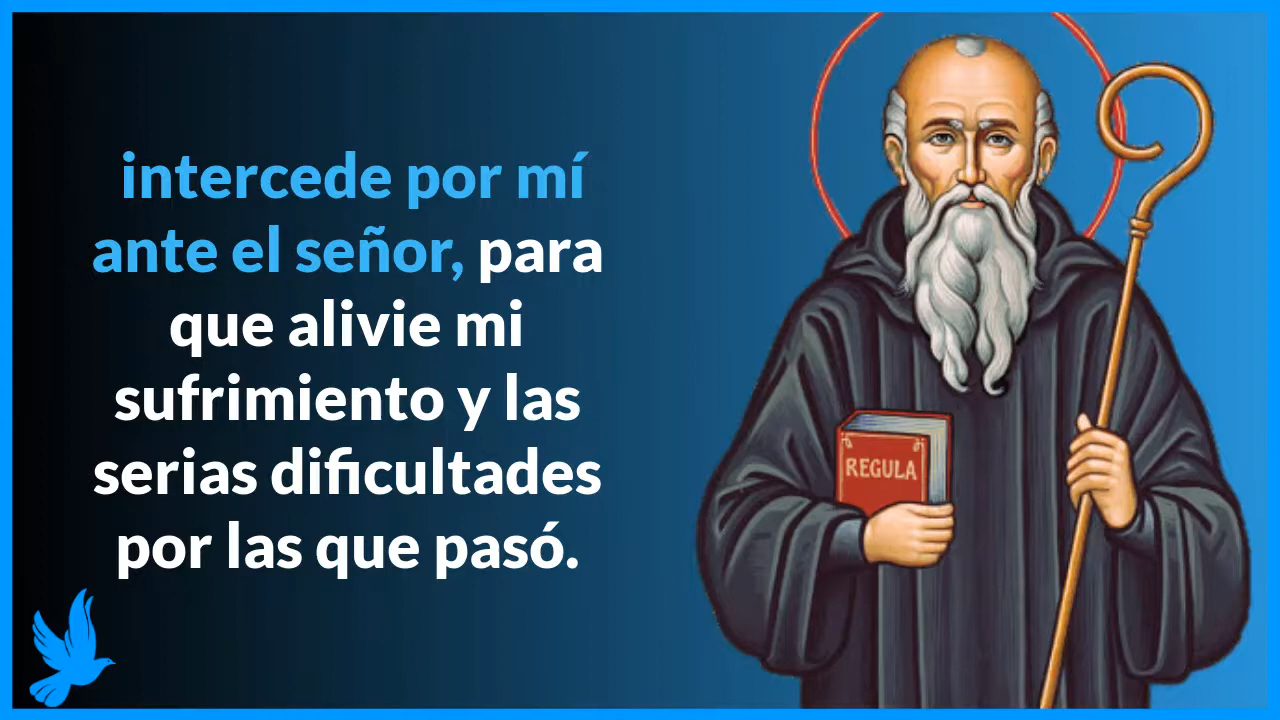 intercede por mí
ante el señor, para
que alivie mi
sufrimiento y las
serias dificultades
por las que pasó.
REGULA